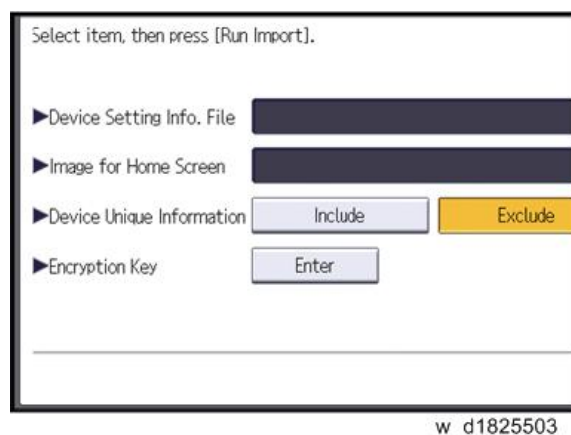 Select item, then press [Run Import].
▶Device Setting Info. File
▶Image for Home Screen
▶Device Unique Information Include Exclude
▶Encryption Key Enter
w_d1825503